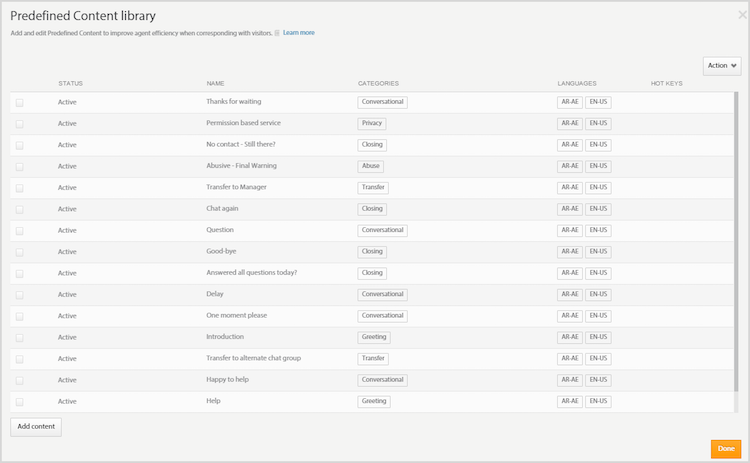 Predefined Content library
Add and edit Predefined Content to improve agent efficiency when corresponding with visitors. Learn more
Action
STATUS NAME CATEGORIES LANGUAGES HOT KEYS
Active Thanks for waiting Conversational AR-AE EN-US
Active Permission based service Privacy AR-AE EN-US
Active No contact - Still there? Closing AR-AE EN-US
Active Abusive - Final Warning Abuse AR-AE EN-US
Active Transfer to Manager Transfer AR-AE EN-US
Active Chat again Closing AR-AE EN-US
Active Question Conversational AR-AE EN-US
Active Good-bye Closing AR-AE EN-US
Active Answered all questions today? Closing AR-AE EN-US
Active Delay Conversational AR-AE EN-US
Active One moment please Conversational AR-AE EN-US
Active Introduction Greeting AR-AE EN-US
Active Transfer to alternate chat group Transfer AR-AE EN-US
Active Happy to help Conversational AR-AE EN-US
Active Help Greeting AR-AE EN-US
Add content
Done